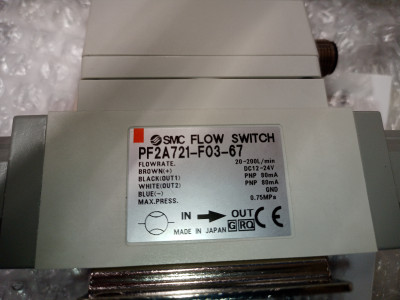 SMC FLOW SWITCH
PF2A721-F03-67
FLOWRATE. 20-200L/min
BROWN(+) DC12-24V
BLACK(OUT1) PNP 80mA
WHITE(OUT2) PNP 80mA
BLUE(-) GND
MAX.PRESS. 0.75MPa
IN OUT CE
MADE IN JAPAN GRQ